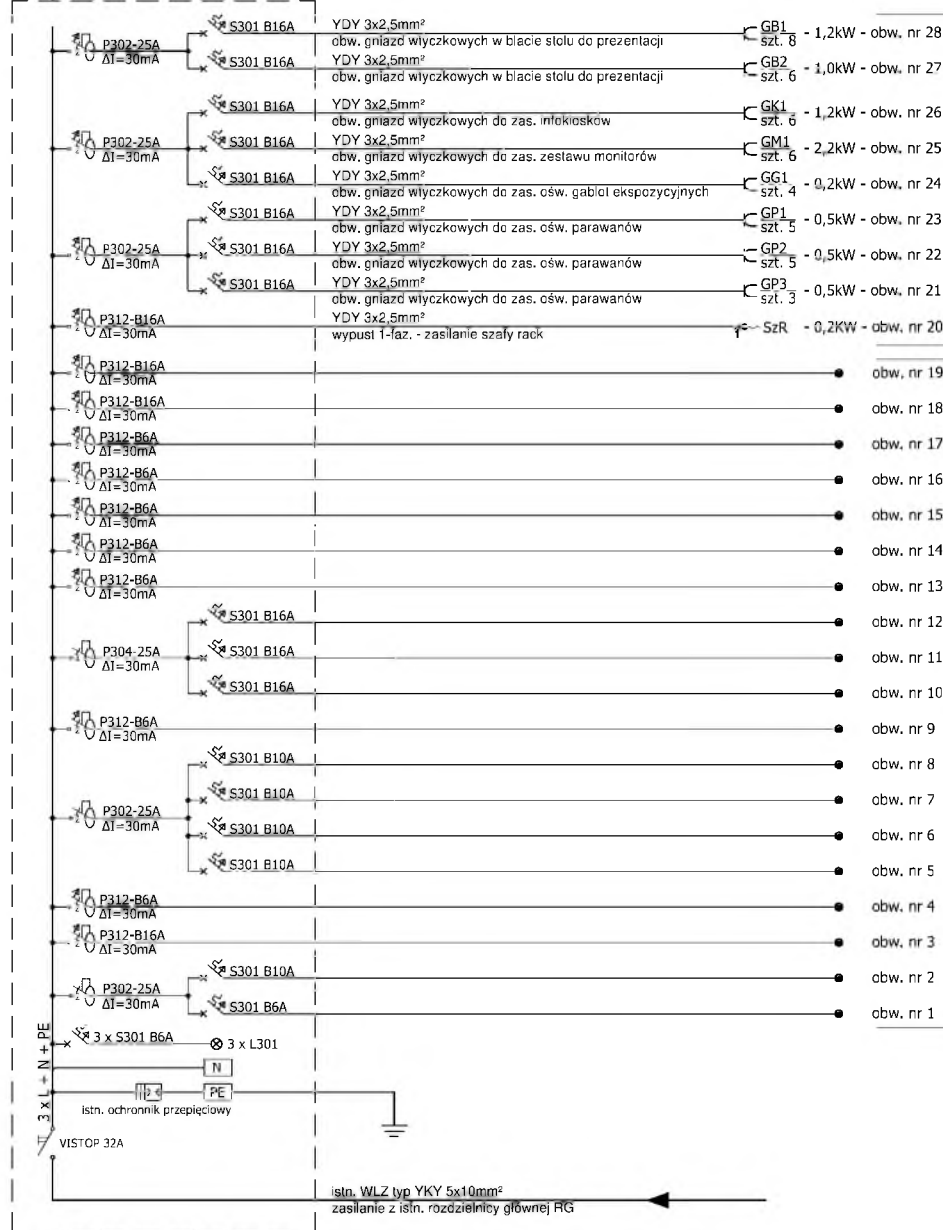 S301 B16A YDY 3x2,5mm² GB1 - 1,2kW - obw. nr 28
P302-25A obw. gniazd wtyczkowych w blacie stołu do prezentacji szt. 8
ΔI=30mA S301 B16A YDY 3x2,5mm² GB2 - 1,0kW - obw. nr 27
obw. gniazd wtyczkowych w blacie stołu do prezentacji szt. 6
S301 B16A YDY 3x2,5mm² GK1 - 1,2kW - obw. nr 26
obw. gniazd wtyczkowych do zas. infokiosków szt. 6
P302-25A S301 B16A YDY 3x2,5mm² GM1 - 2,2kW - obw. nr 25
ΔI=30mA obw. gniazd wtyczkowych do zas. zestawu monitorów szt. 6
S301 B16A YDY 3x2,5mm² GG1 - 0,2kW - obw. nr 24
obw. gniazd wtyczkowych do zas. ośw. gablot ekspozycyjnych szt. 4
S301 B16A YDY 3x2,5mm² GP1 - 0,5kW - obw. nr 23
obw. gniazd wtyczkowych do zas. ośw. parawanów szt. 5
P302-25A S301 B16A YDY 3x2,5mm² GP2 - 0,5kW - obw. nr 22
ΔI=30mA obw. gniazd wtyczkowych do zas. ośw. parawanów szt. 5
S301 B16A YDY 3x2,5mm² GP3 - 0,5kW - obw. nr 21
obw. gniazd wtyczkowych do zas. ośw. parawanów szt. 3
P312-B16A YDY 3x2,5mm² SzR - 0,2KW - obw. nr 20
ΔI=30mA wypust 1-faz. - zasilanie szafy rack
P312-B16A obw. nr 19
ΔI=30mA
P312-B16A obw. nr 18
ΔI=30mA
P312-B6A obw. nr 17
ΔI=30mA
P312-B6A obw. nr 16
ΔI=30mA
P312-B6A obw. nr 15
ΔI=30mA
P312-B6A obw. nr 14
ΔI=30mA
P312-B6A obw. nr 13
ΔI=30mA
S301 B16A obw. nr 12
P304-25A S301 B16A obw. nr 11
ΔI=30mA
S301 B16A obw. nr 10
P312-B6A obw. nr 9
ΔI=30mA
S301 B10A obw. nr 8
S301 B10A obw. nr 7
P302-25A
ΔI=30mA S301 B10A obw. nr 6
S301 B10A obw. nr 5
P312-B6A obw. nr 4
ΔI=30mA
P312-B16A obw. nr 3
ΔI=30mA
S301 B10A obw. nr 2
P302-25A
ΔI=30mA S301 B6A obw. nr 1
3 x L + N + PE
3 x S301 B6A 3 x L301
N
PE
istn. ochronnik przepięciowy
VISTOP 32A
istn. WLZ typ YKY 5x10mm²
zasilanie z istn. rozdzielnicy głównej RG